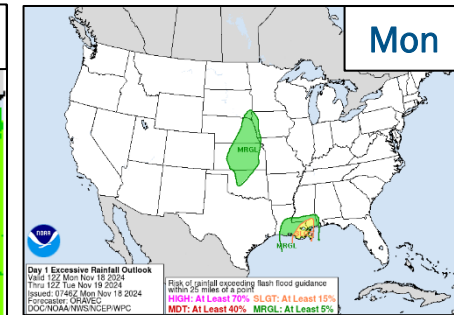 Mon
MRGL
MRGL
NOAA
Day 1 Excessive Rainfall Outlook
Valid 12Z Mon Nov 18 2024
Thru 12Z Tue Nov 19 2024
Issued: 0746Z Mon Nov 18 2024
Forecaster: ORAVEC
DOC/NOAA/NWS/NCEP/WPC
Risk of rainfall exceeding flash flood guidance
within 25 miles of a point
HIGH: At Least 70% SLGT: At Least 15%
MDT: At Least 40% MRGL: At Least 5%